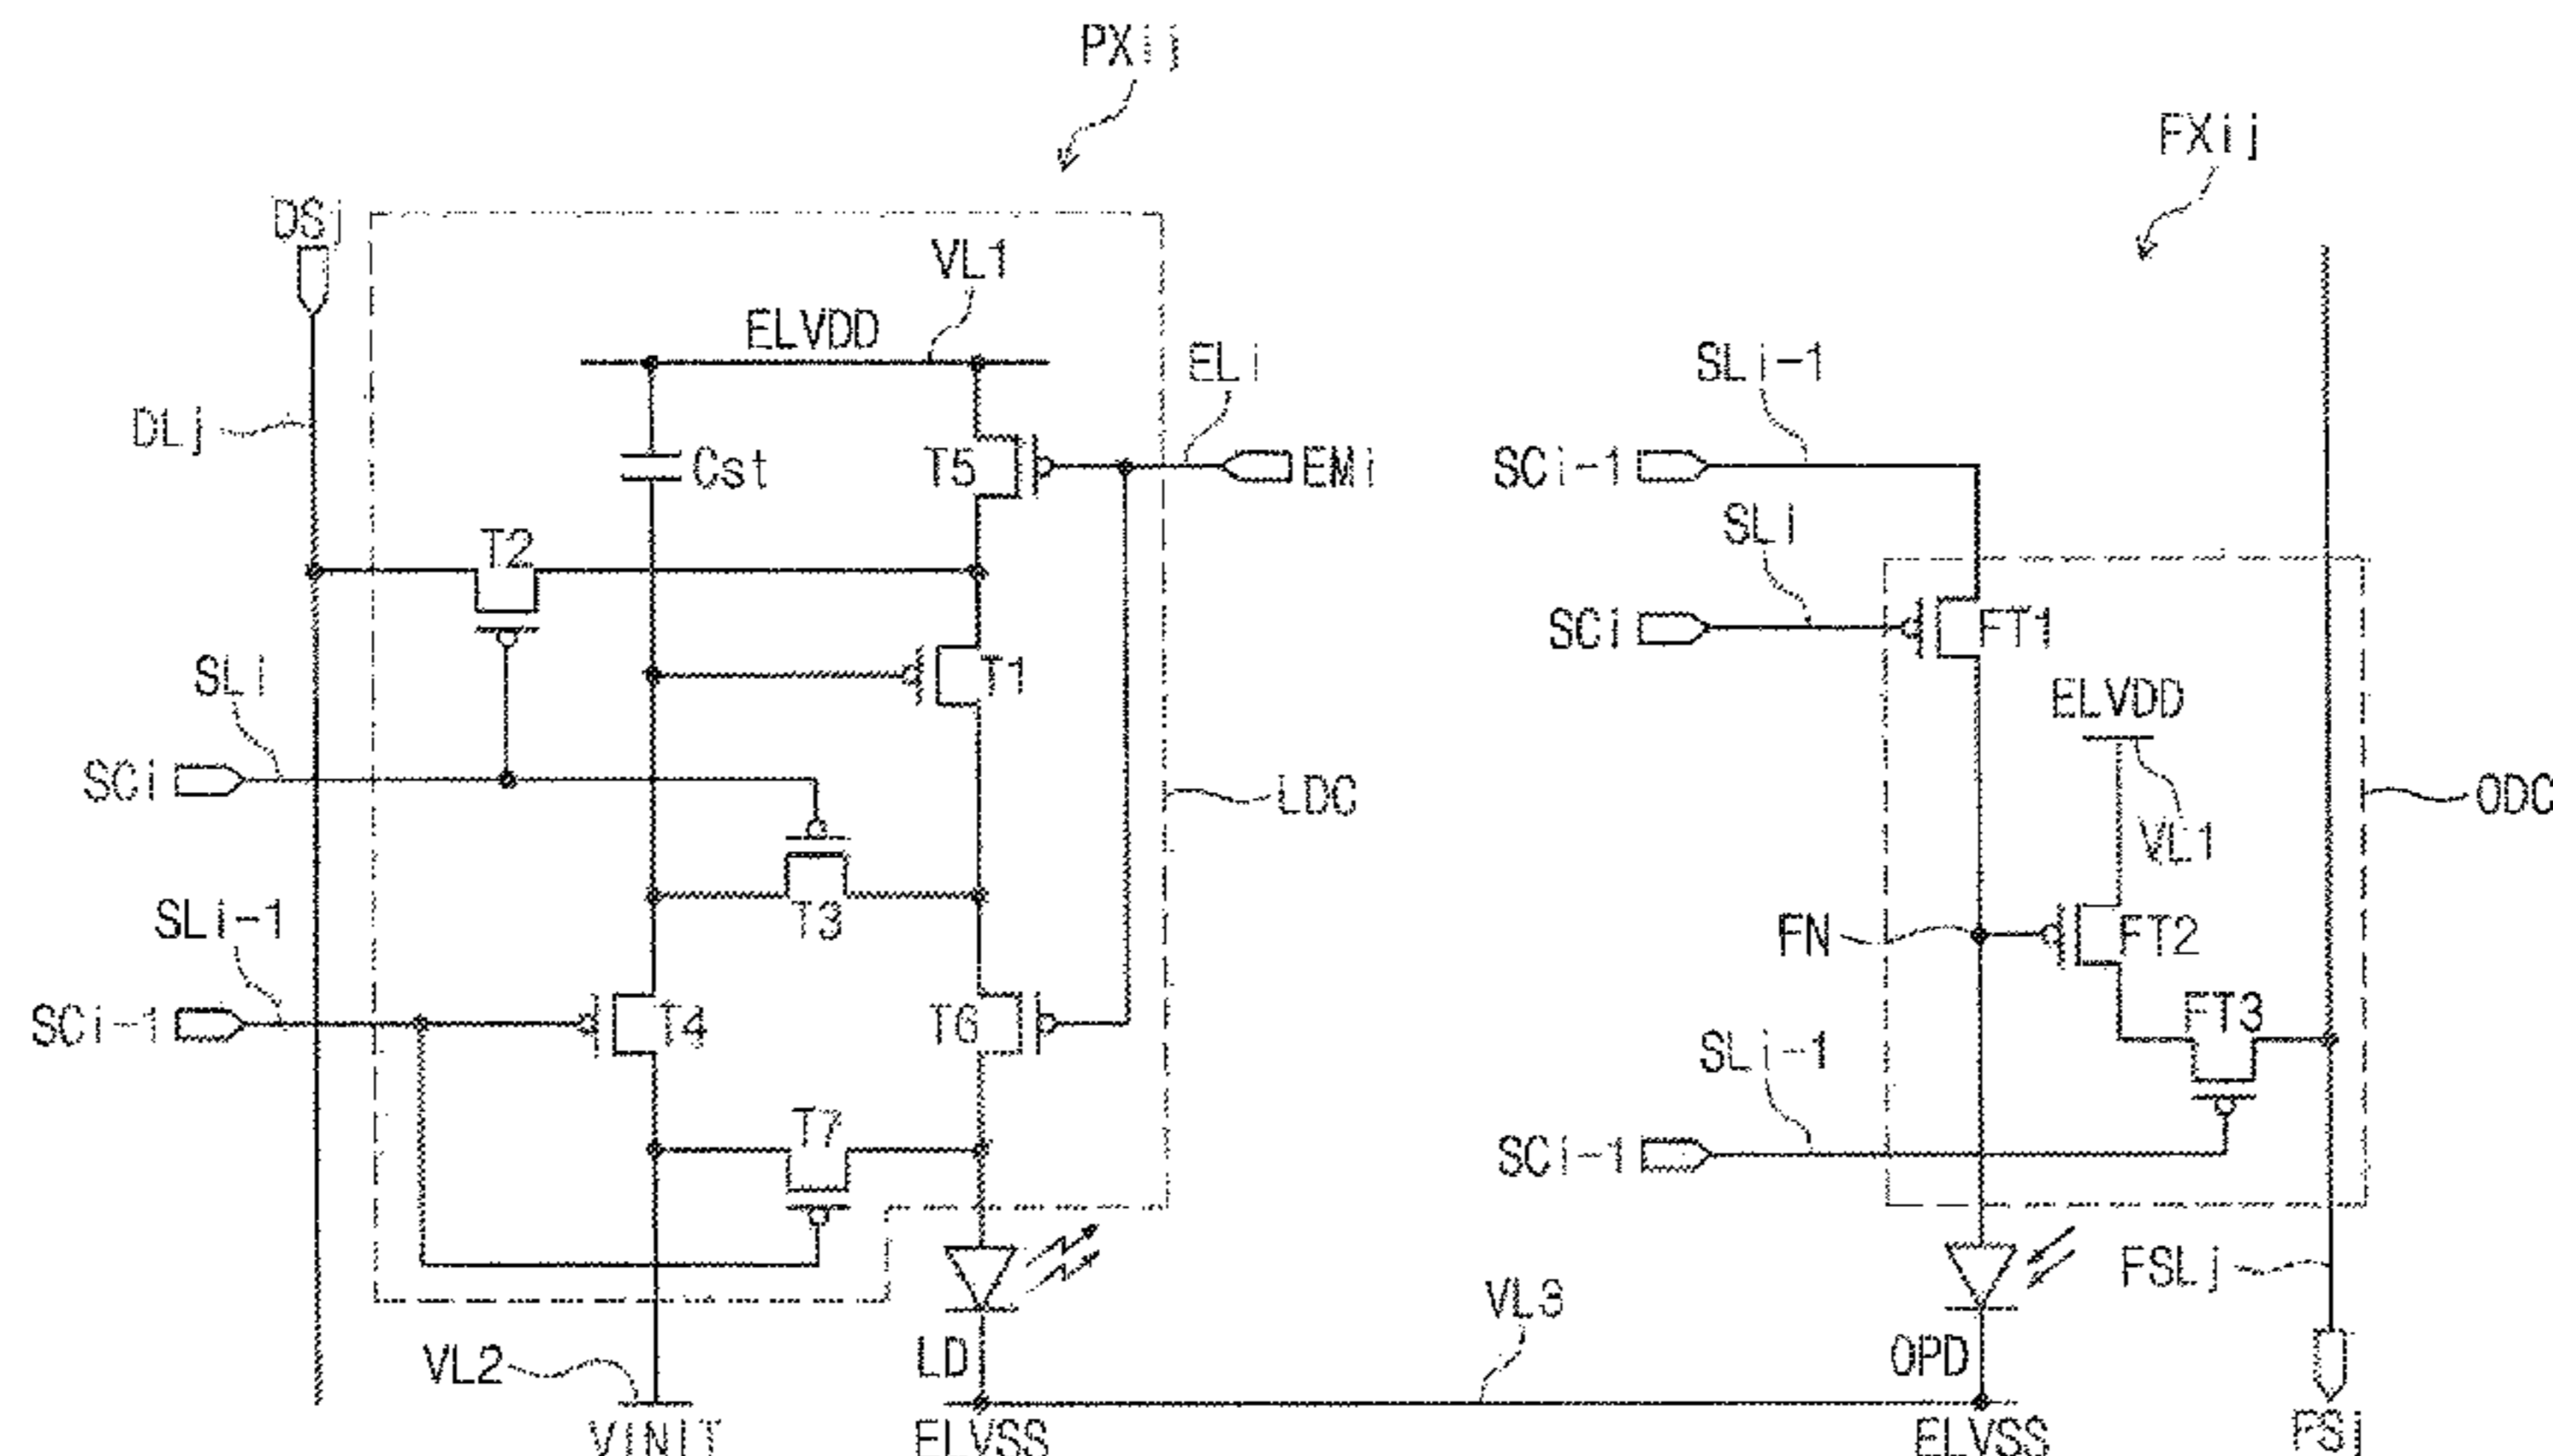 PXij
FXij
DSj
VL1
ELVDD
ELi
SLi-1
DLj
Cst
T5
EMi
SCi-1
SLi
T2
SCi
FT1
SLi
T1
ELVDD
SCi
LDC
VL1
ODC
SLi-1
T3
FN
FT2
SCi-1
T4
T6
FT3
SLi-1
T7
SCi-1
FSLj
VL3
VL2
LD
OPD
VINIT
ELVSS
ELVSS
FSj